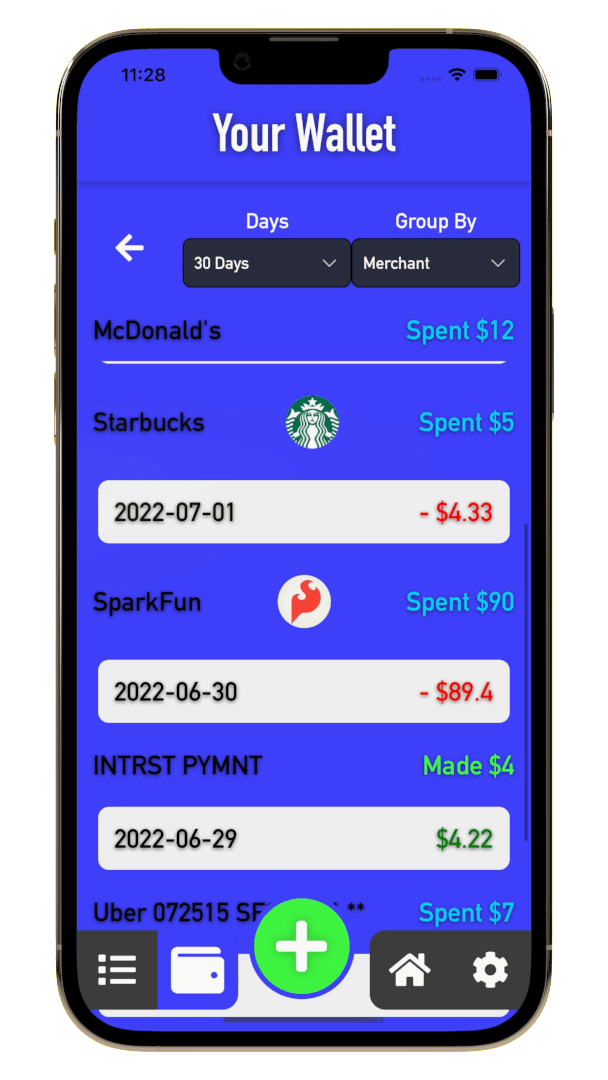 11:28
Your Wallet
Days Group By
30 Days Merchant
McDonald's Spent $12
Starbucks Spent $5
2022-07-01 - $4.33
SparkFun Spent $90
2022-06-30 - $89.4
INTRST PYMNT Made $4
2022-06-29 $4.22
Uber 072515 ** Spent $7